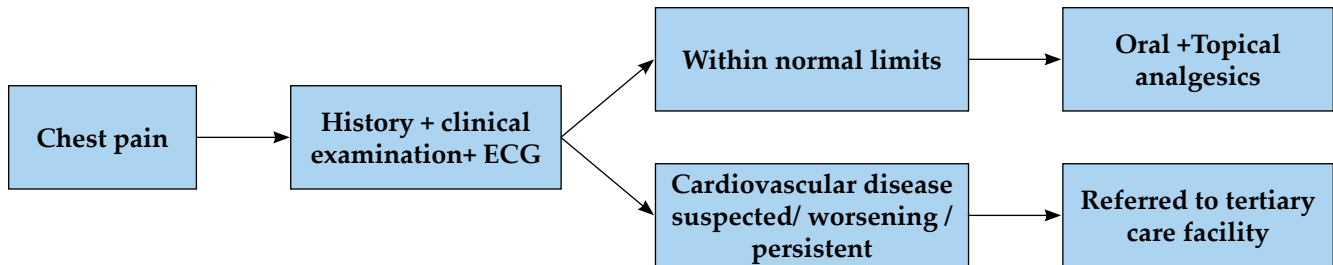 Chest pain
History + clinical
examination+ ECG
Within normal limits
Oral +Topical
analgesics
Cardiovascular disease
suspected/ worsening /
persistent
Referred to tertiary
care facility